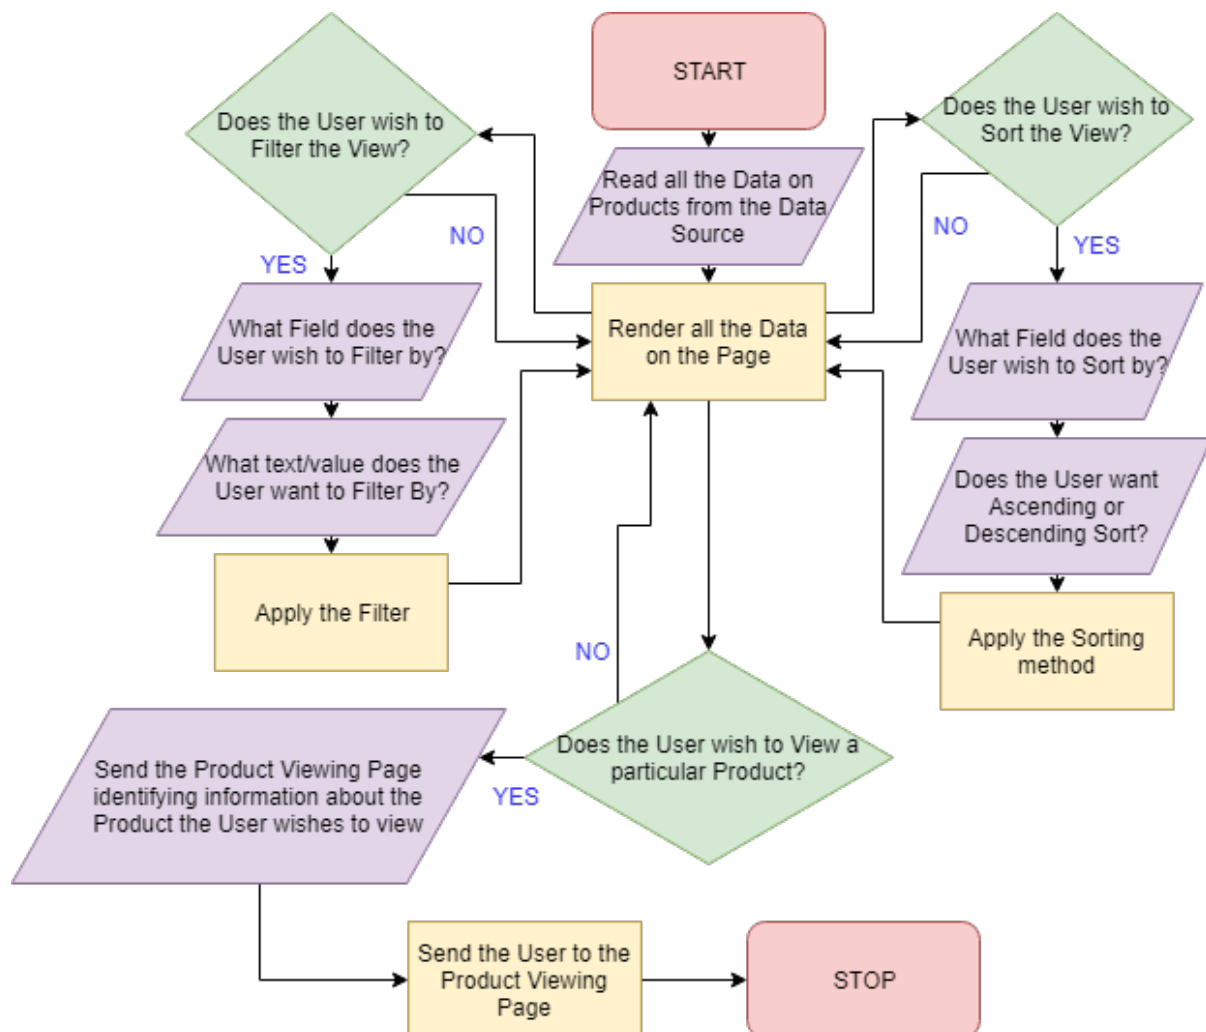 START
Does the User wish to
Filter the View?
Does the User wish to
Sort the View?
Read all the Data on
Products from the Data
Source
NO
YES
NO
YES
What Field does the
User wish to Filter by?
Render all the Data
on the Page
What Field does the
User wish to Sort by?
What text/value does the
User want to Filter By?
Does the User want
Ascending or
Descending Sort?
Apply the Filter
Apply the Sorting
method
NO
Does the User wish to View a
particular Product?
YES
Send the Product Viewing Page
identifying information about the
Product the User wishes to view
Send the User to the
Product Viewing
Page
STOP